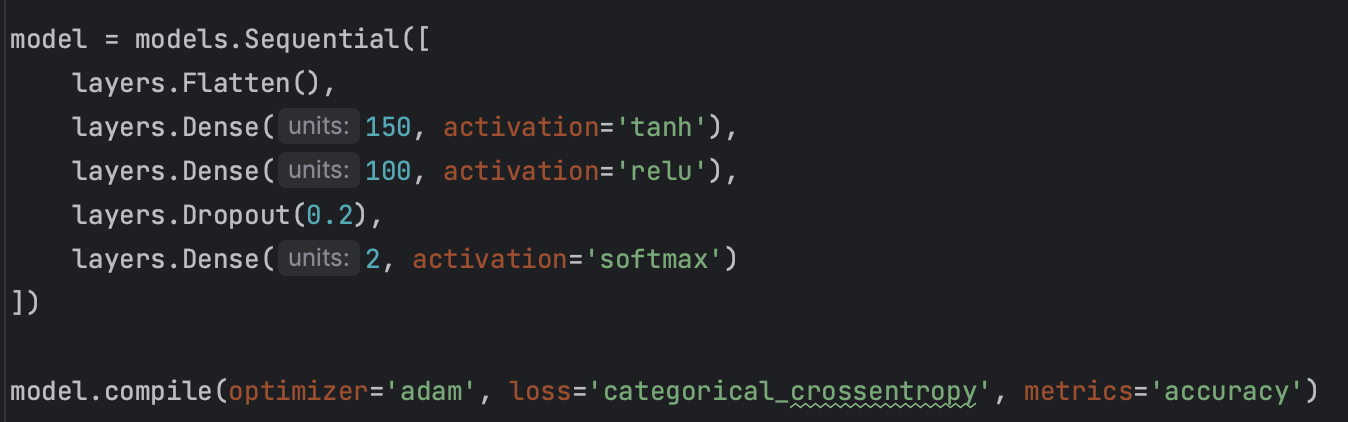 model = models.Sequential([
    layers.Flatten(),
    layers.Dense( units: 150, activation='tanh'),
    layers.Dense( units: 100, activation='relu'),
    layers.Dropout(0.2),
    layers.Dense( units: 2, activation='softmax')
])
model.compile(optimizer='adam', loss='categorical_crossentropy', metrics='accuracy')